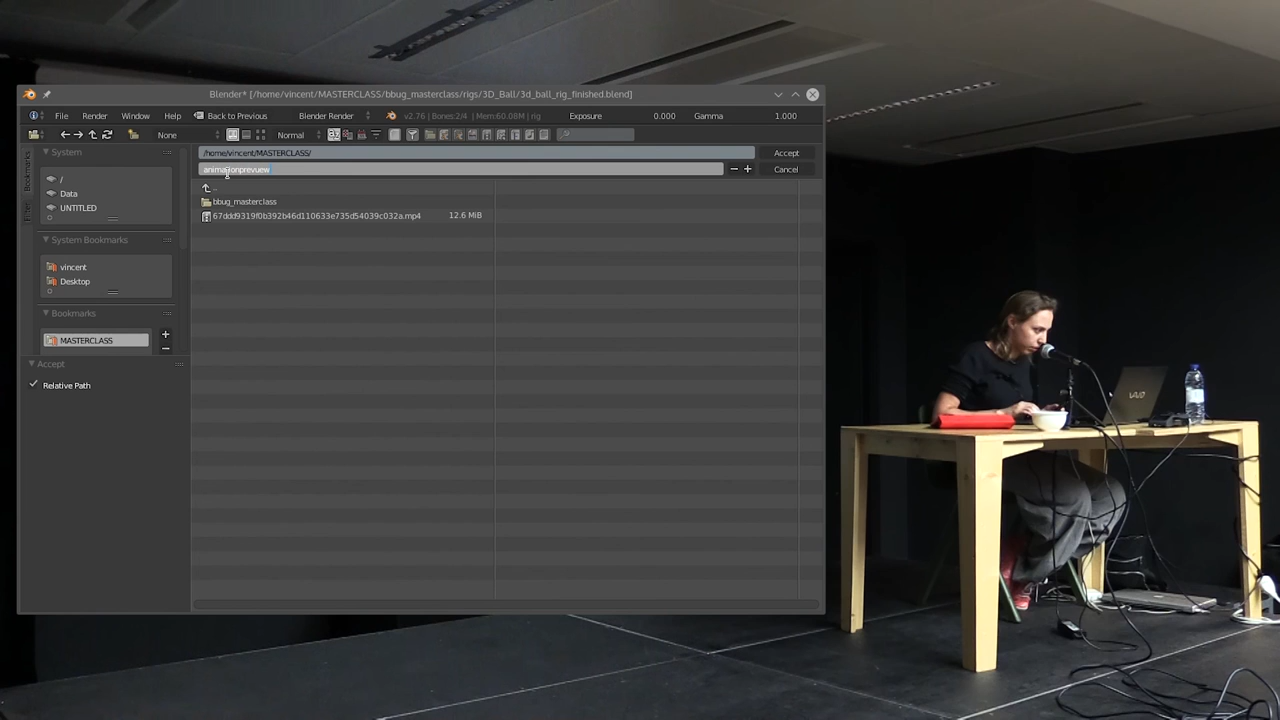 Blender* [/home/vincent/MASTERCLASS/bbug_masterclass/rigs/3D_Ball/3d_ball_rig_finished.blend]
File Render Window Help Back to Previous Blender Render v2.76 | Bones:2/4 | Mem:60.08M | rig Exposure 0.000 Gamma 1.000
None Normal
System
/home/vincent/MASTERCLASS/
Accept
animationprevuew
Cancel
/
Data
UNTITLED
..
bbug_masterclass
67ddd9319f0b392b46d110633e735d54039c032a.mp4 12.6 MiB
System Bookmarks
vincent
Desktop
Bookmarks
MASTERCLASS
Accept
Relative Path
Bookmarks
VAIO